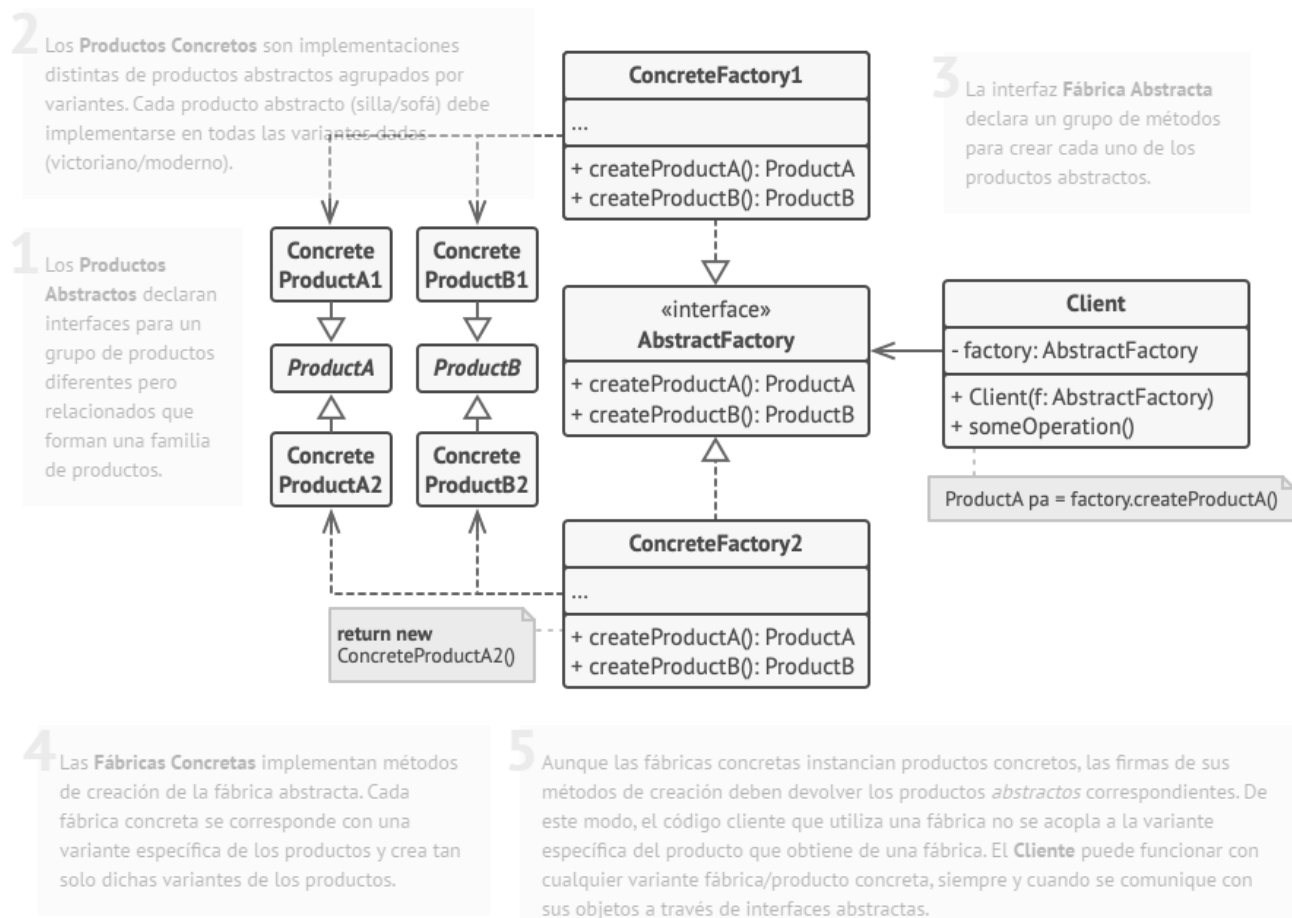 2
Los Productos Concretos son implementaciones
distintas de productos abstractos agrupados por
variantes. Cada producto abstracto (silla/sofá) debe
implementarse en todas las variantes dadas
(victoriano/moderno).
ConcreteFactory1
...
+ createProductA(): ProductA
+ createProductB(): ProductB
3
La interfaz Fábrica Abstracta
declara un grupo de métodos
para crear cada uno de los
productos abstractos.
1
Los Productos
Abstractos declaran
interfaces para un
grupo de productos
diferentes pero
relacionados que
forman una familia
de productos.
Concrete
ProductA1
Concrete
ProductB1
ProductA
ProductB
Concrete
ProductA2
Concrete
ProductB2
«interface»
AbstractFactory
+ createProductA(): ProductA
+ createProductB(): ProductB
Client
- factory: AbstractFactory
+ Client(f: AbstractFactory)
+ someOperation()
ProductA pa = factory.createProductA()
ConcreteFactory2
...
+ createProductA(): ProductA
+ createProductB(): ProductB
return new
ConcreteProductA2()
4
Las Fábricas Concretas implementan métodos
de creación de la fábrica abstracta. Cada
fábrica concreta se corresponde con una
variante específica de los productos y crea tan
solo dichas variantes de los productos.
5
Aunque las fábricas concretas instancian productos concretos, las firmas de sus
métodos de creación deben devolver los productos abstractos correspondientes. De
este modo, el código cliente que utiliza una fábrica no se acopla a la variante
específica del producto que obtiene de una fábrica. El Cliente puede funcionar con
cualquier variante fábrica/producto concreta, siempre y cuando se comunique con
sus objetos a través de interfaces abstractas.